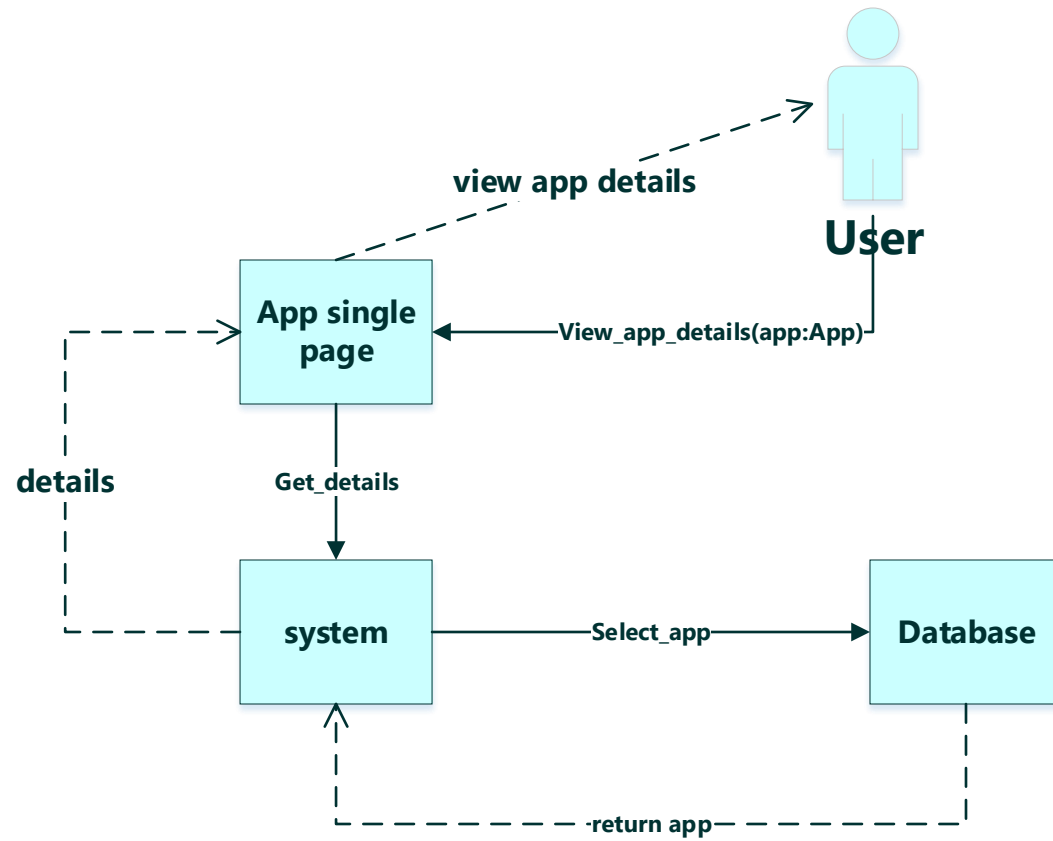 view app details
User
App single
page
View_app_details(app:App)
details
Get_details
system
Select_app
Database
return app